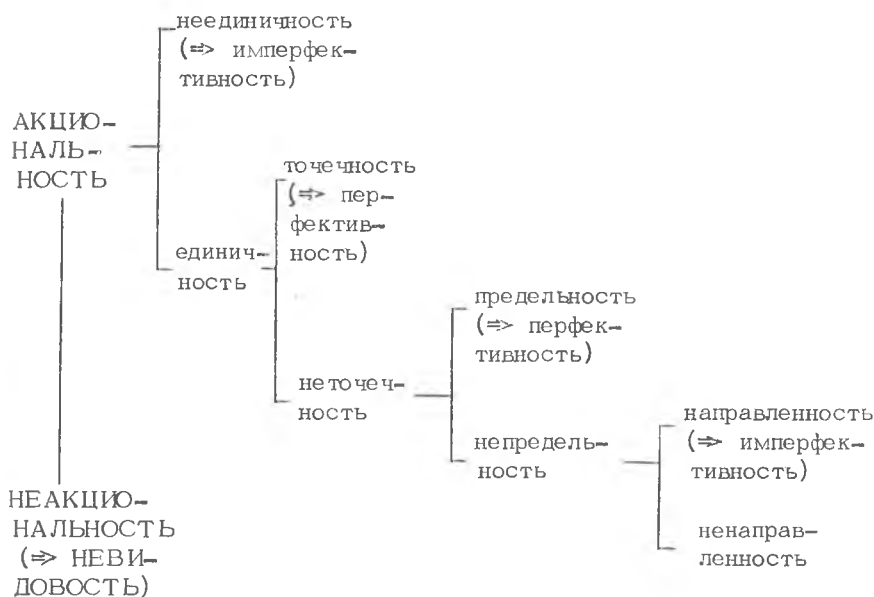 неединичность
(=> имперфек-
тивность)
АКЦИО-
НАЛЬ-
НОСТЬ
точечность
(=> пер-
фектив-
ность)
единич-
ность
предельность
(=> перфек-
тивность)
неточеч-
ность
направленность
(=> имперфек-
тивность)
непредель-
ность
НЕАКЦИО-
НАЛЬНОСТЬ
(=> НЕВИ-
ДОВОСТЬ)
ненаправ-
ленность